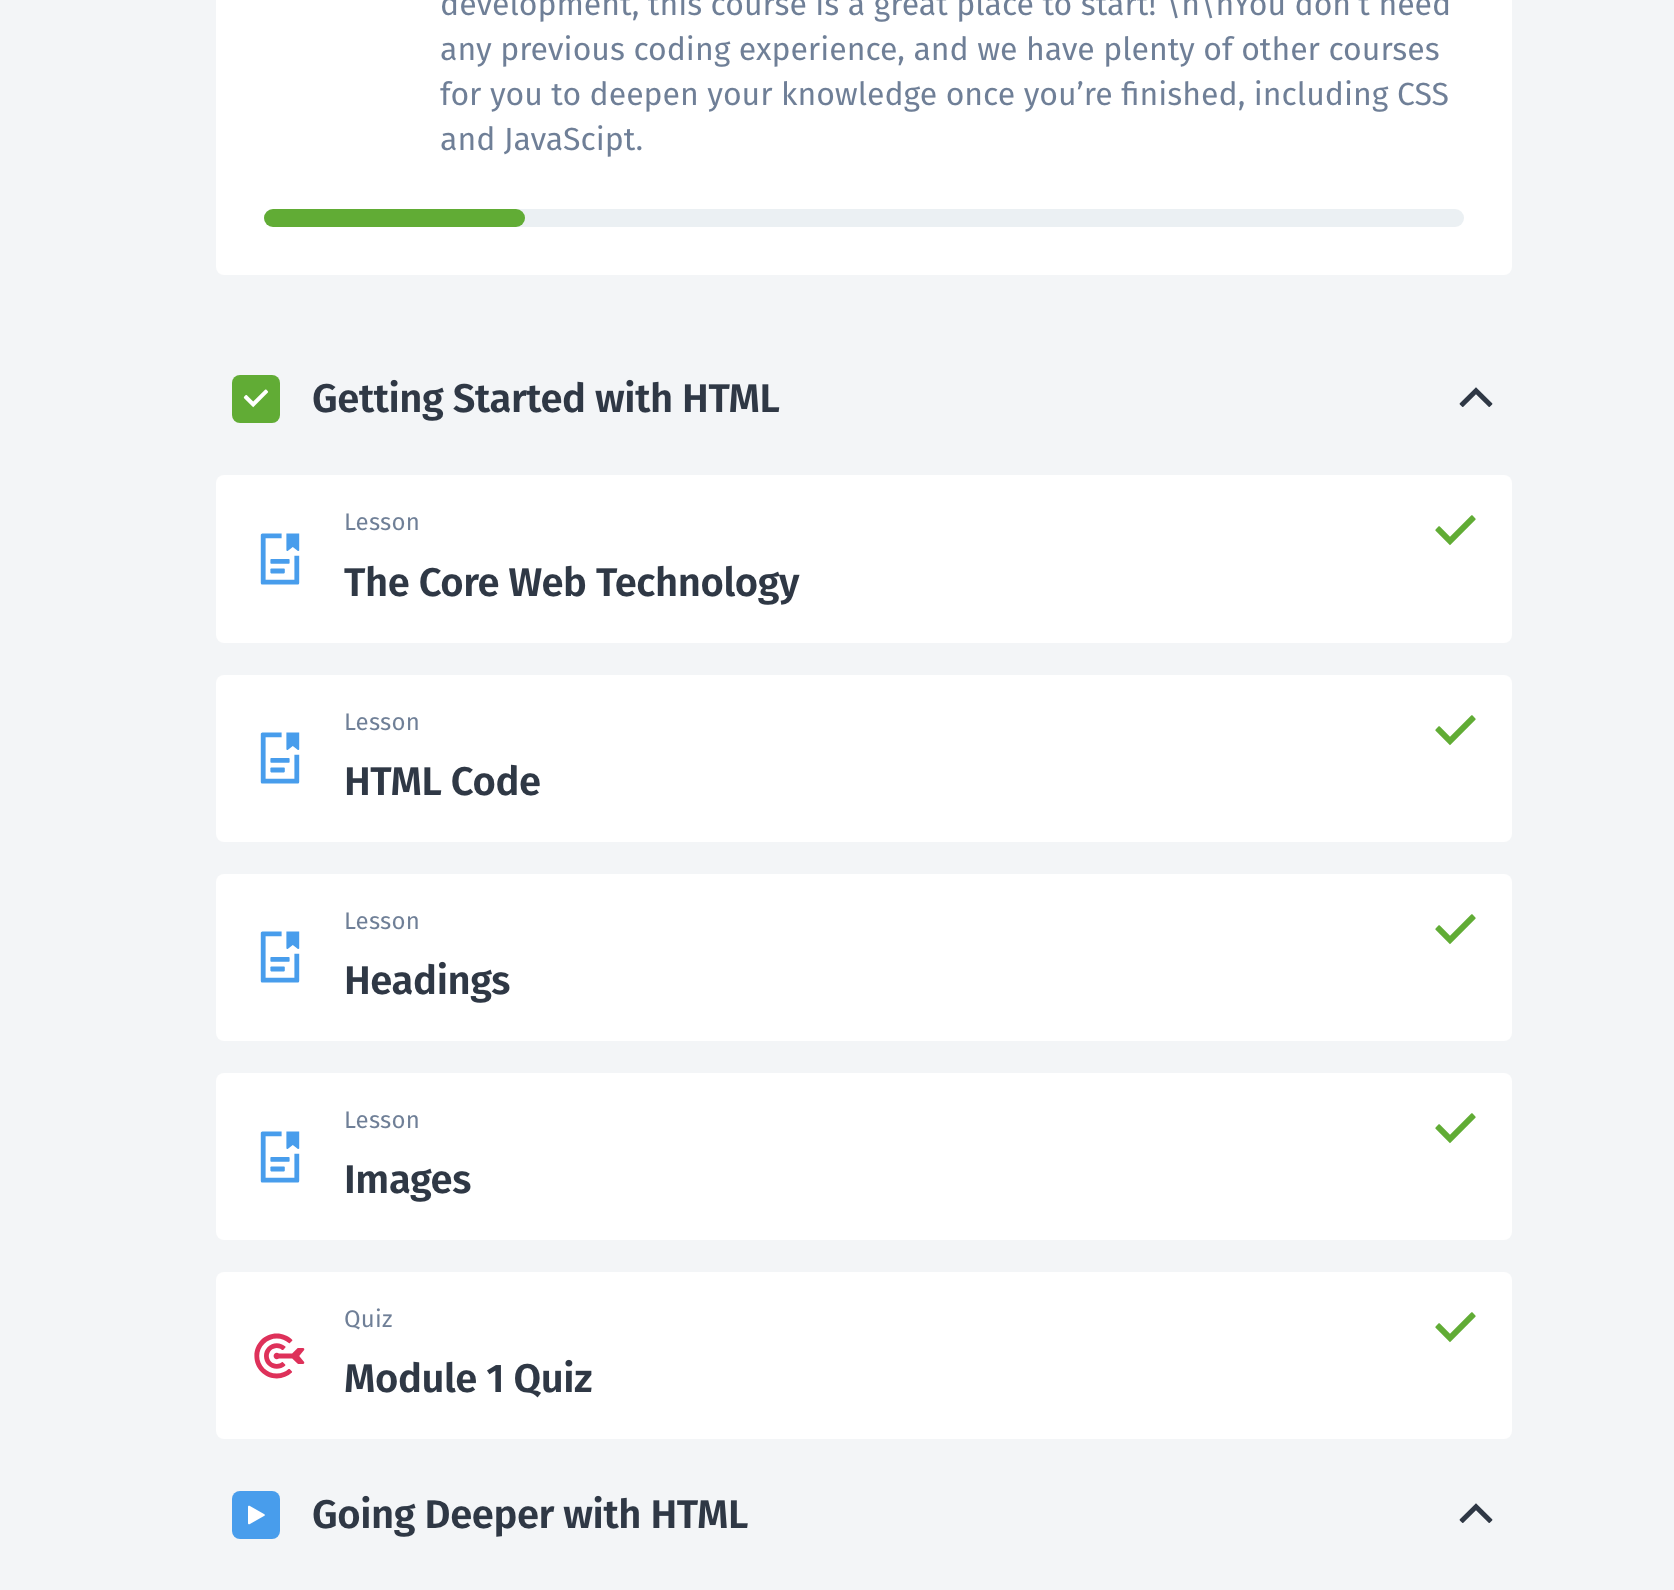 development, this course is a great place to start! \n\nYou don't need
any previous coding experience, and we have plenty of other courses
for you to deepen your knowledge once you’re finished, including CSS
and JavaScipt.
Getting Started with HTML
Lesson
The Core Web Technology
Lesson
HTML Code
Lesson
Headings
Lesson
Images
Quiz
Module 1 Quiz
Going Deeper with HTML